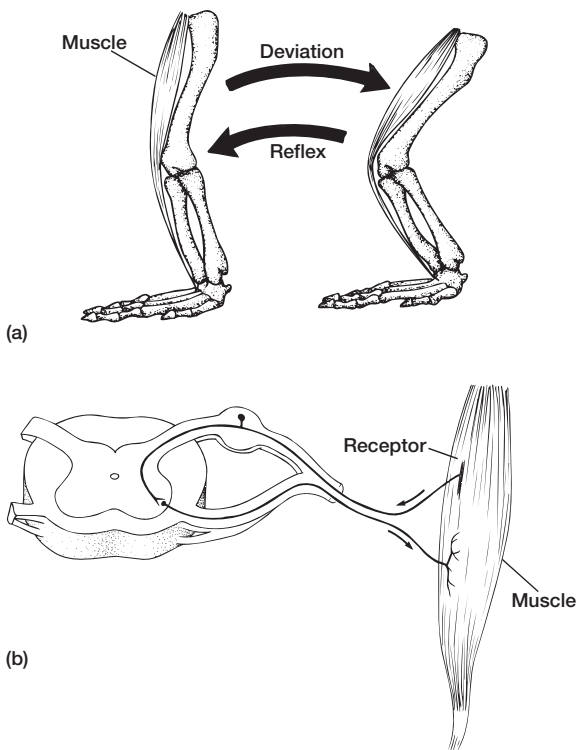 Muscle
Deviation
Reflex
(a)
Receptor
Muscle
(b)